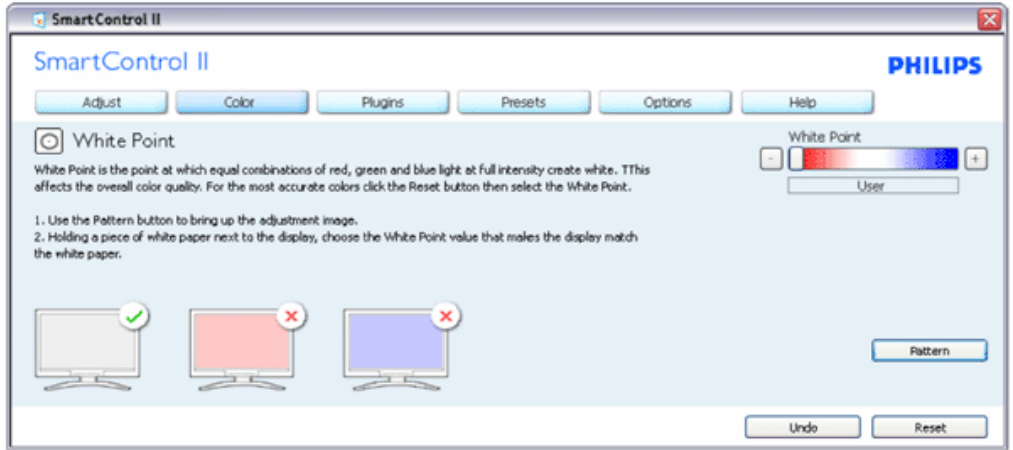 SmartControl II
SmartControl II
PHILIPS
Adjust Color Plugins Presets Options Help
White Point
White Point is the point at which equal combinations of red, green and blue light at full intensity create white. TThis
affects the overall color quality. For the most accurate colors click the Reset button then select the White Point.
1. Use the Pattern button to bring up the adjustment image.
2. Holding a piece of white paper next to the display, choose the White Point value that makes the display match
the white paper.
White Point
- +
User
Pattern
Undo Reset